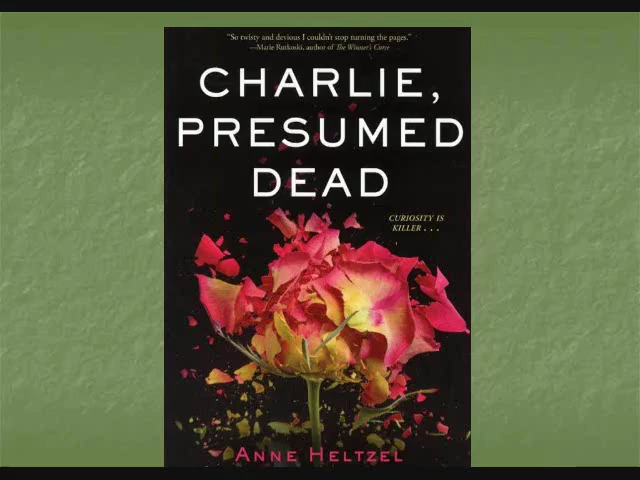 "So twisty and devious I couldn't stop turning the pages."
—Marie Rutkoski, author of The Winner's Curse
CHARLIE,
PRESUMED
DEAD
CURIOSITY IS
KILLER . . .
ANNE HELTZEL